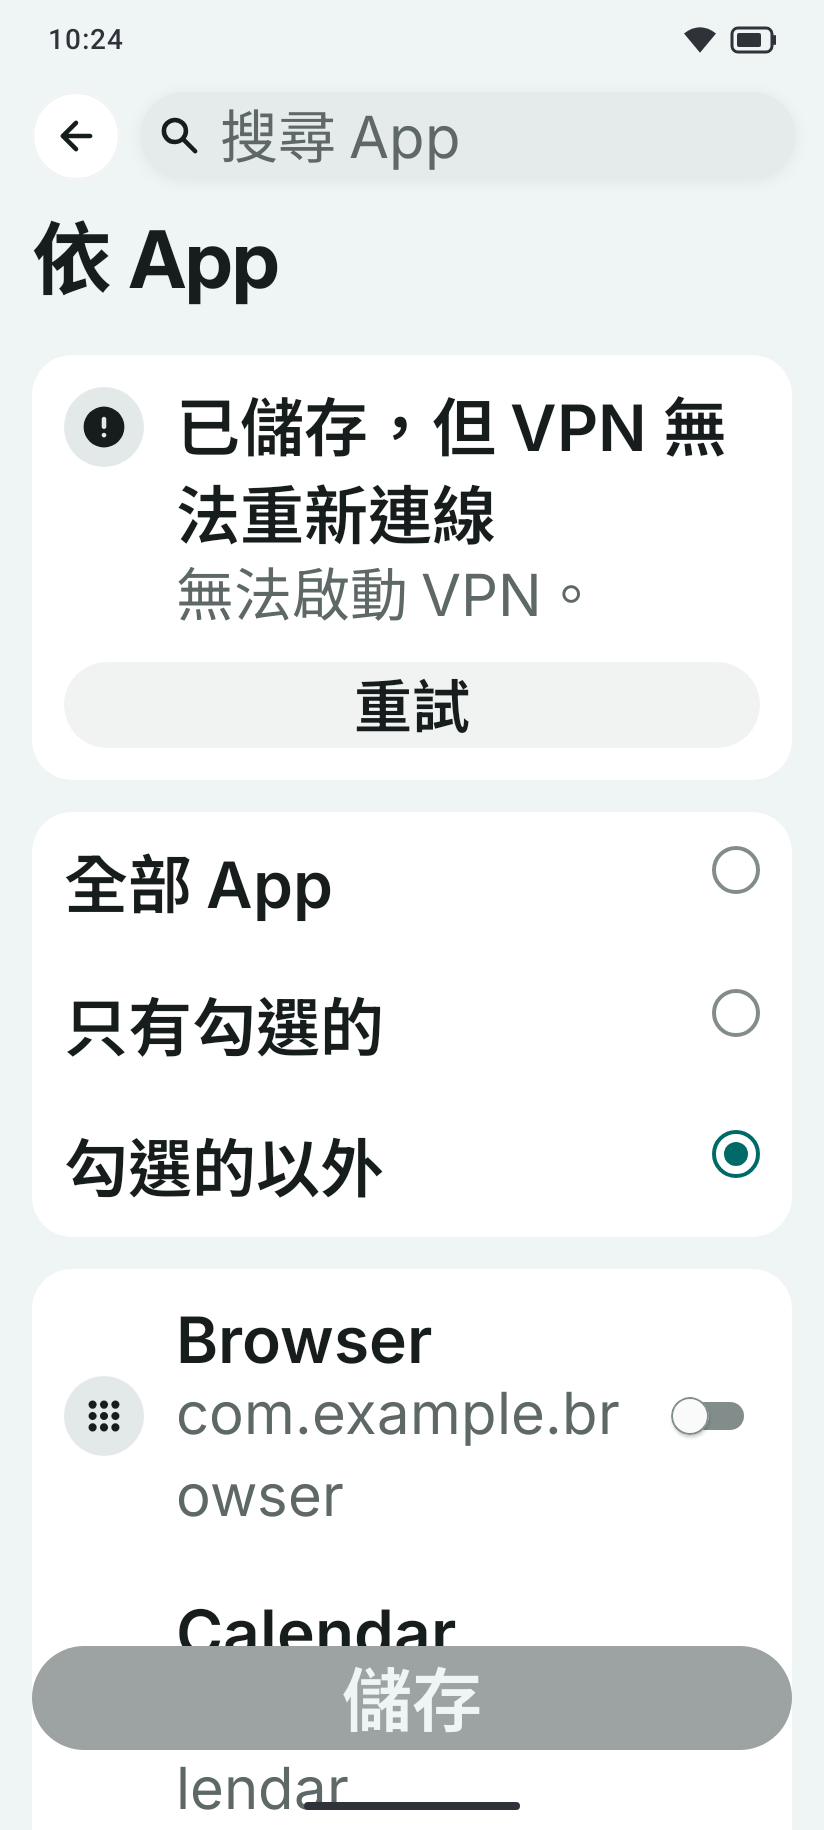 10:24
搜尋 App
依 App
已儲存，但 VPN 無
法重新連線
無法啟動 VPN。
重試
全部 App
只有勾選的
勾選的以外
Browser
com.example.br
owser
Calendar
儲存
lendar